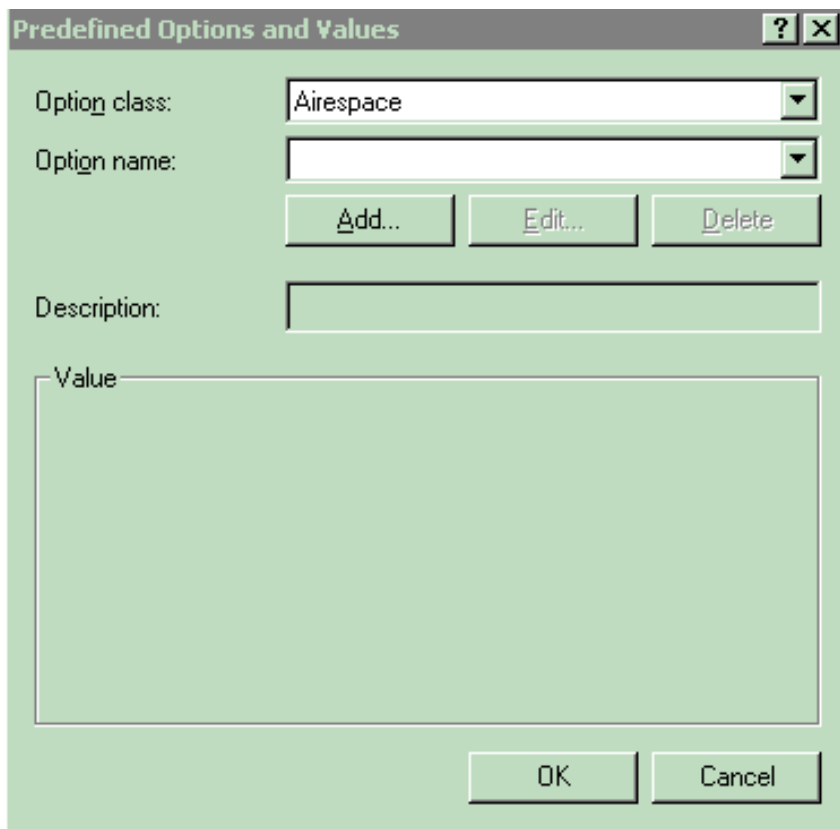 Predefined Options and Values
Option class: Airespace
Option name:
Add... Edit... Delete
Description:
Value
OK Cancel